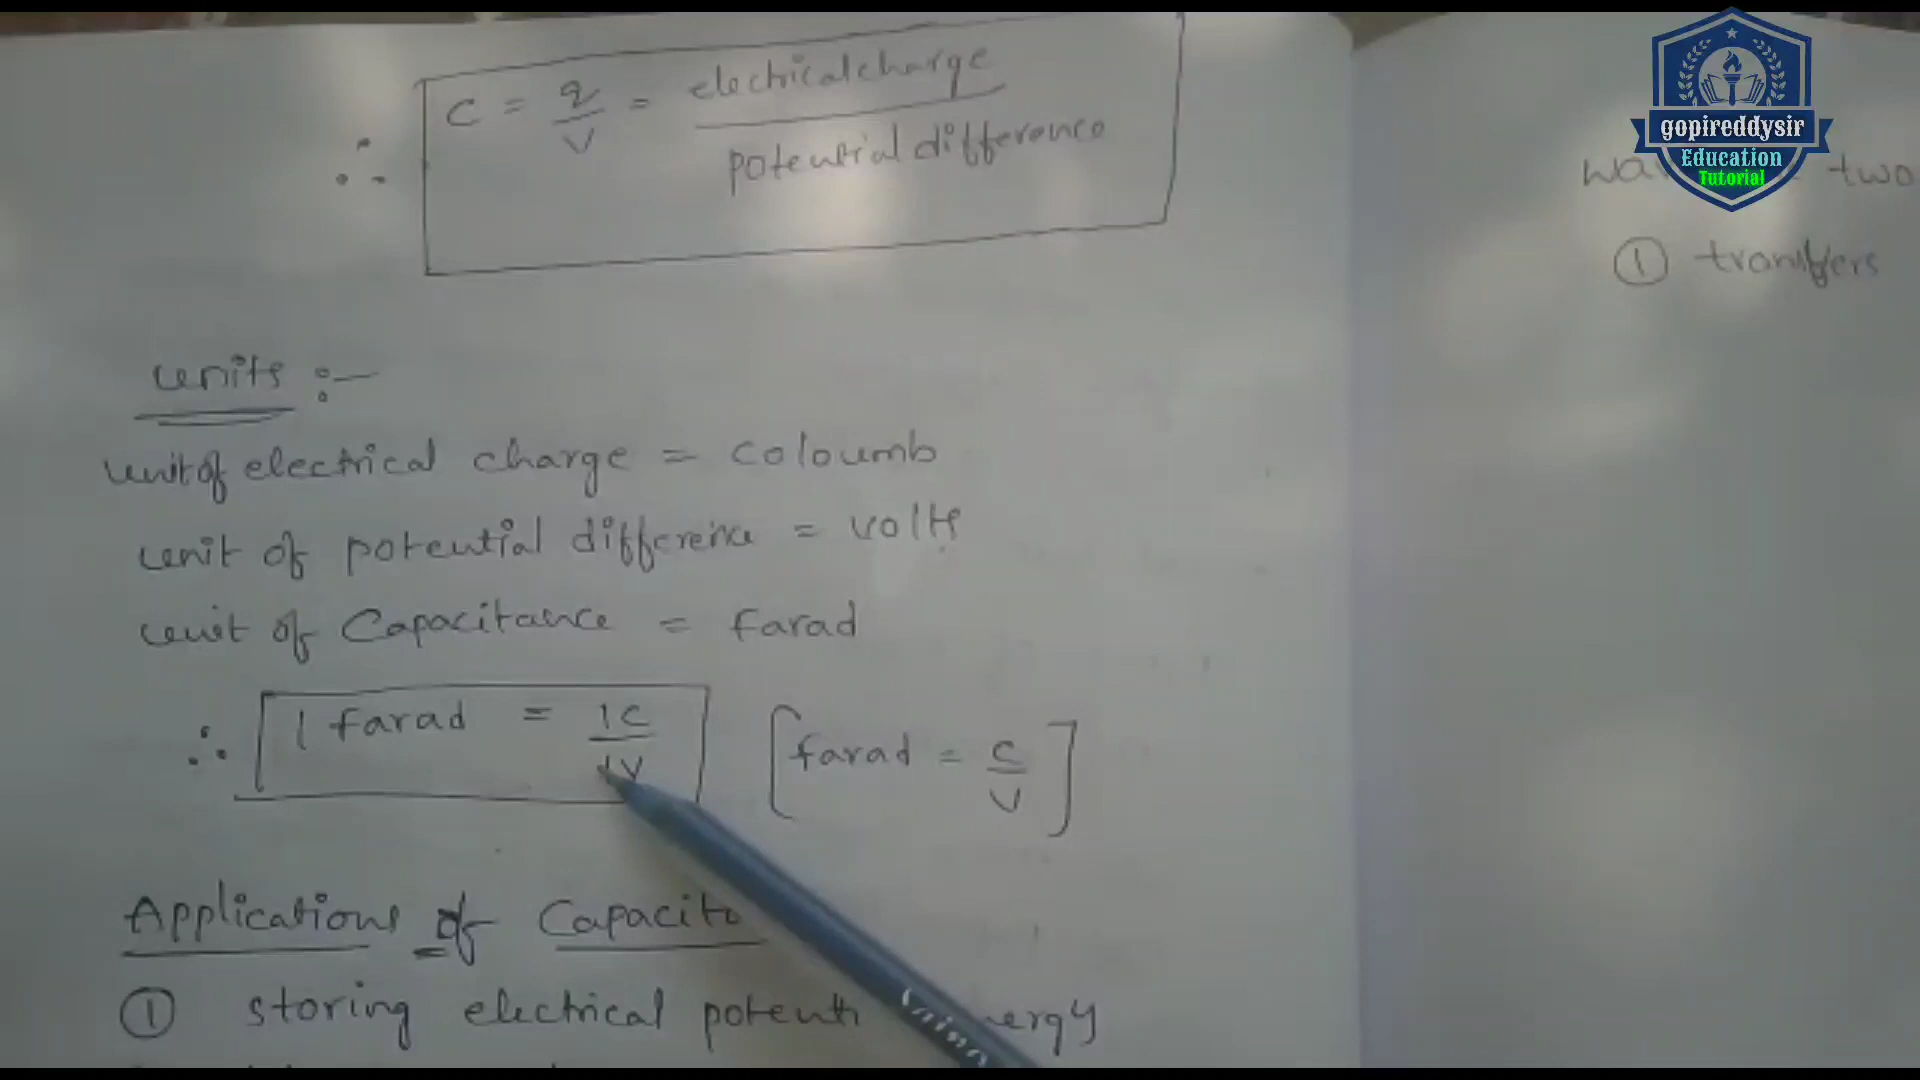 ∴ C = q/V = electrical charge / potential difference
units :-
unit of electrical charge = coloumb
unit of potential difference = volts
unit of Capacitance = farad
∴ 1 farad = 1C/1V [farad = C/V]
Applications of Capacito
① storing electrical potenti ergy
gopireddysir
Education
Tutorial
two
① transfers